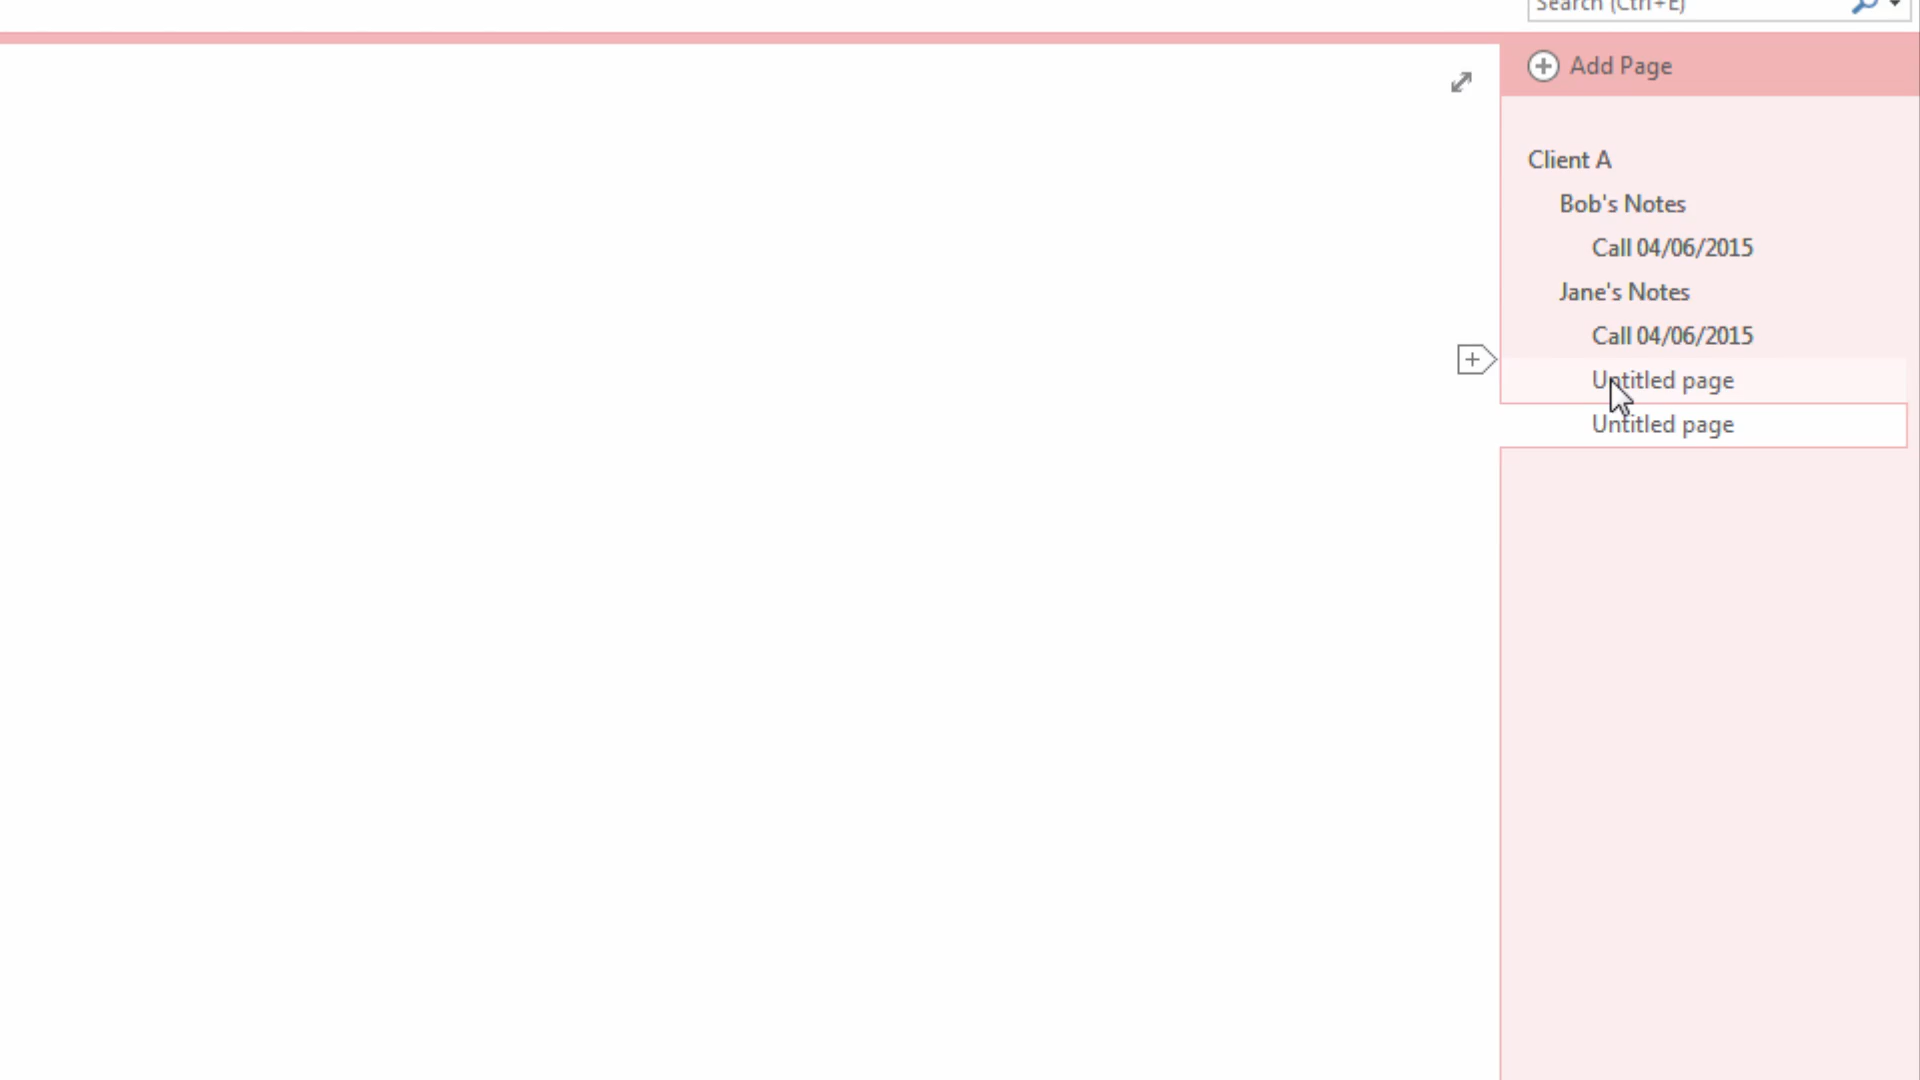 Search (Ctrl+E)
Add Page
Client A
Bob's Notes
Call 04/06/2015
Jane's Notes
Call 04/06/2015
Untitled page
Untitled page